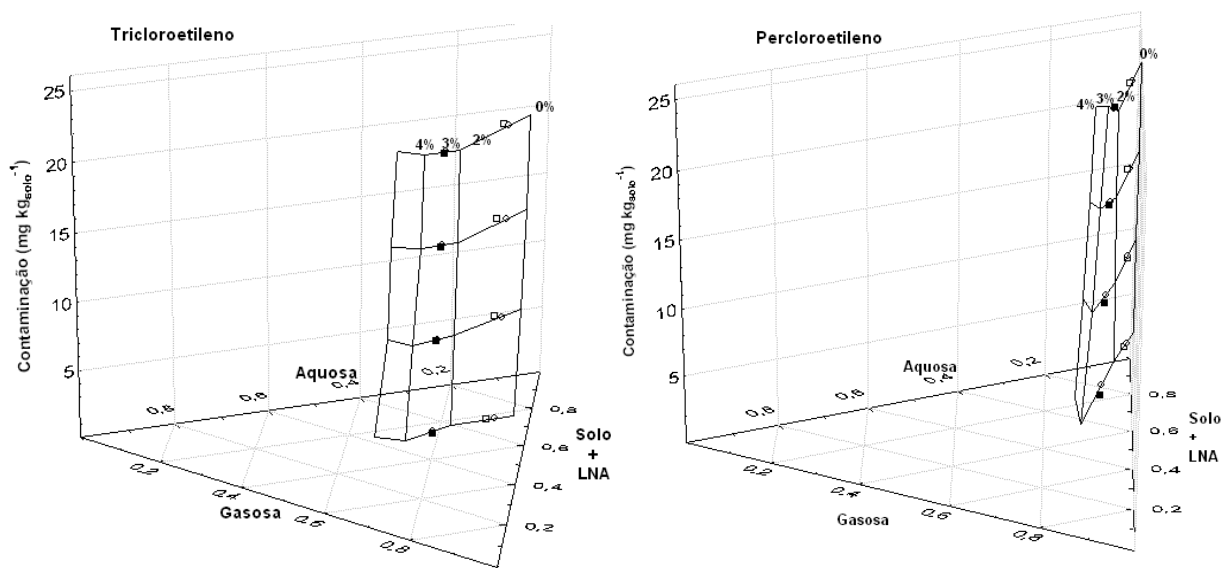 Tricloroetileno
Contaminação (mg kgsolo-1)
25
20
15
10
5
4% 3% 2% 0%
Aquosa
0,8 0,6 0,4 0,2
0,2 0,4 0,6 0,8
Gasosa
0,8
0,6
0,4
0,2
Solo
+
LNA
Percloroetileno
Contaminação (mg kgsolo-1)
25
20
15
10
5
4% 3% 2% 0%
Aquosa
0,8 0,6 0,4 0,2
0,2 0,4 0,6 0,8
Gasosa
0,8
0,6
0,4
0,2
Solo
+
LNA